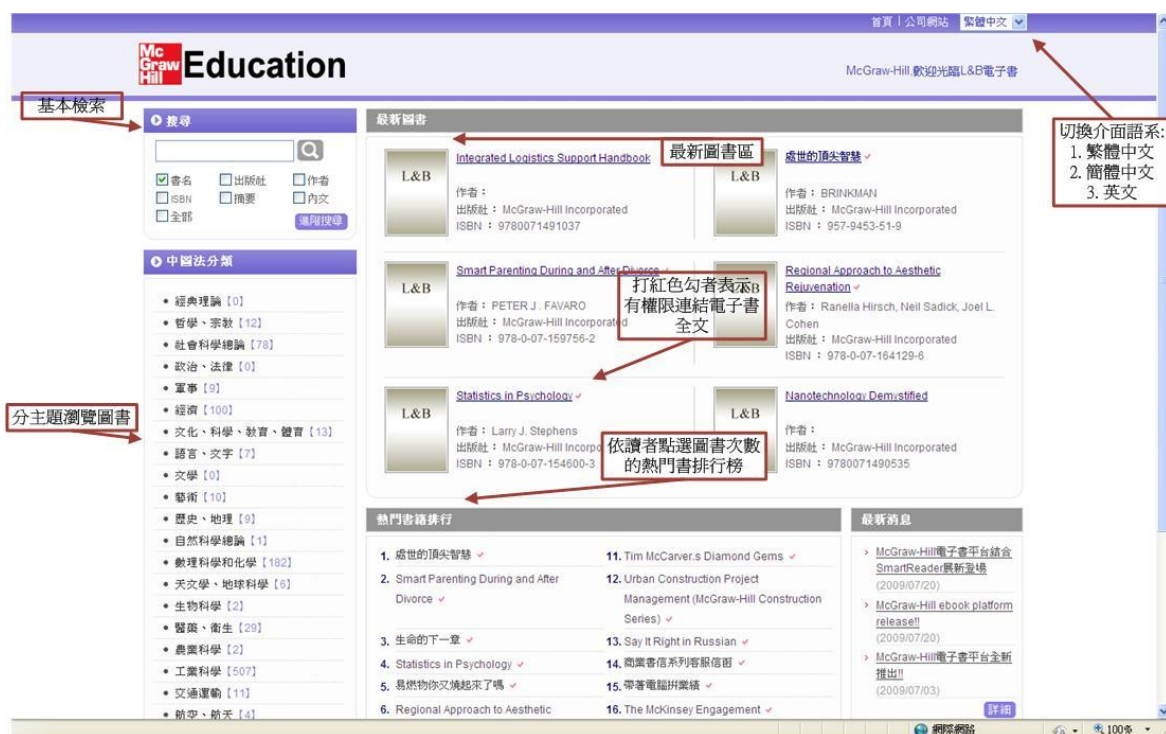 首頁 | 公司網站 繁體中文
Mc
Graw
Hill Education
McGraw-Hill,歡迎光臨L&B電子書
基本檢索
搜尋
書名 出版社 作者
ISBN 摘要 內文
全部 進階搜尋
切換介面語系:
1. 繁體中文
2. 簡體中文
3. 英文
最新圖書
最新圖書區
L&B
Integrated Logistics Support Handbook
作者：
出版社： McGraw-Hill Incorporated
ISBN： 9780071491037
L&B
處世的頂尖智慧
作者： BRINKMAN
出版社： McGraw-Hill Incorporated
ISBN： 957-9453-51-9
L&B
Smart Parenting During and After Divorce
作者： PETER J. FAVARO
出版社： McGraw-Hill Incorporated
ISBN： 978-0-07-159756-2
打紅色勾者表示
有權限連結電子書
全文
L&B
Regional Approach to Aesthetic
Rejuvenation
作者： Ranella Hirsch, Neil Sadick, Joel L.
Cohen
出版社： McGraw-Hill Incorporated
ISBN： 978-0-07-164129-6
L&B
Statistics in Psychology
作者： Larry J. Stephens
出版社： McGraw-Hill Incorpo
ISBN： 978-0-07-154600-3
依讀者點選圖書次數
的熱門書排行榜
L&B
Nanotechnology Demystified
作者：
出版社： McGraw-Hill Incorporated
ISBN： 9780071490535
中圖法分類
分主題瀏覽圖書
經典理論【0】
哲學、宗教【12】
社會科學總論【78】
政治、法律【0】
軍事【9】
經濟【100】
文化、科學、教育、體育【13】
語言、文字【7】
文學【0】
藝術【10】
歷史、地理【9】
自然科學總論【1】
數理科學和化學【182】
天文學、地球科學【6】
生物科學【2】
醫藥、衛生【29】
農業科學【2】
工業科學【507】
交通運輸【11】
航空、航天【4】
熱門書籍排行
1. 處世的頂尖智慧
2. Smart Parenting During and After
Divorce
3. 生命的下一章
4. Statistics in Psychology
5. 易燃物你又燒起來了嗎
6. Regional Approach to Aesthetic
11. Tim McCarver.s Diamond Gems
12. Urban Construction Project
Management (McGraw-Hill Construction
Series)
13. Say It Right in Russian
14. 商業書信系列客服信函
15. 帶著電腦拼業績
16. The McKinsey Engagement
最新消息
McGraw-Hill電子書平台結合
SmartReader嶄新登場
(2009/07/20)
McGraw-Hill ebook platform
release!!
(2009/07/20)
McGraw-Hill電子書平台全新
推出!!
(2009/07/03)
詳細
網際網路 100%